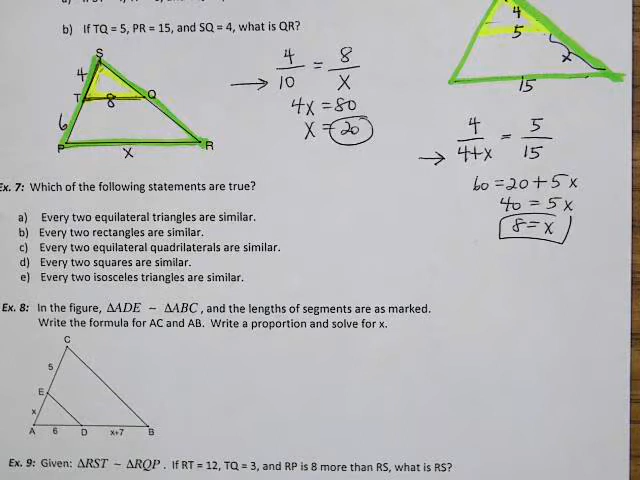 b) If TQ = 5, PR = 15, and SQ = 4, what is QR?
S
4
T
8
Q
6
P
x
R
4/10 = 8/x
4x = 80
x = 20
4
5
x
15
4/4+x = 5/15
60 = 20 + 5x
40 = 5x
8 = x
Ex. 7: Which of the following statements are true?
a) Every two equilateral triangles are similar.
b) Every two rectangles are similar.
c) Every two equilateral quadrilaterals are similar.
d) Every two squares are similar.
e) Every two isosceles triangles are similar.
Ex. 8: In the figure, ΔADE ~ ΔABC, and the lengths of segments are as marked.
Write the formula for AC and AB. Write a proportion and solve for x.
C
5
E
x
A 6 D x+7 B
Ex. 9: Given: ΔRST ~ ΔRQP. If RT = 12, TQ = 3, and RP is 8 more than RS, what is RS?